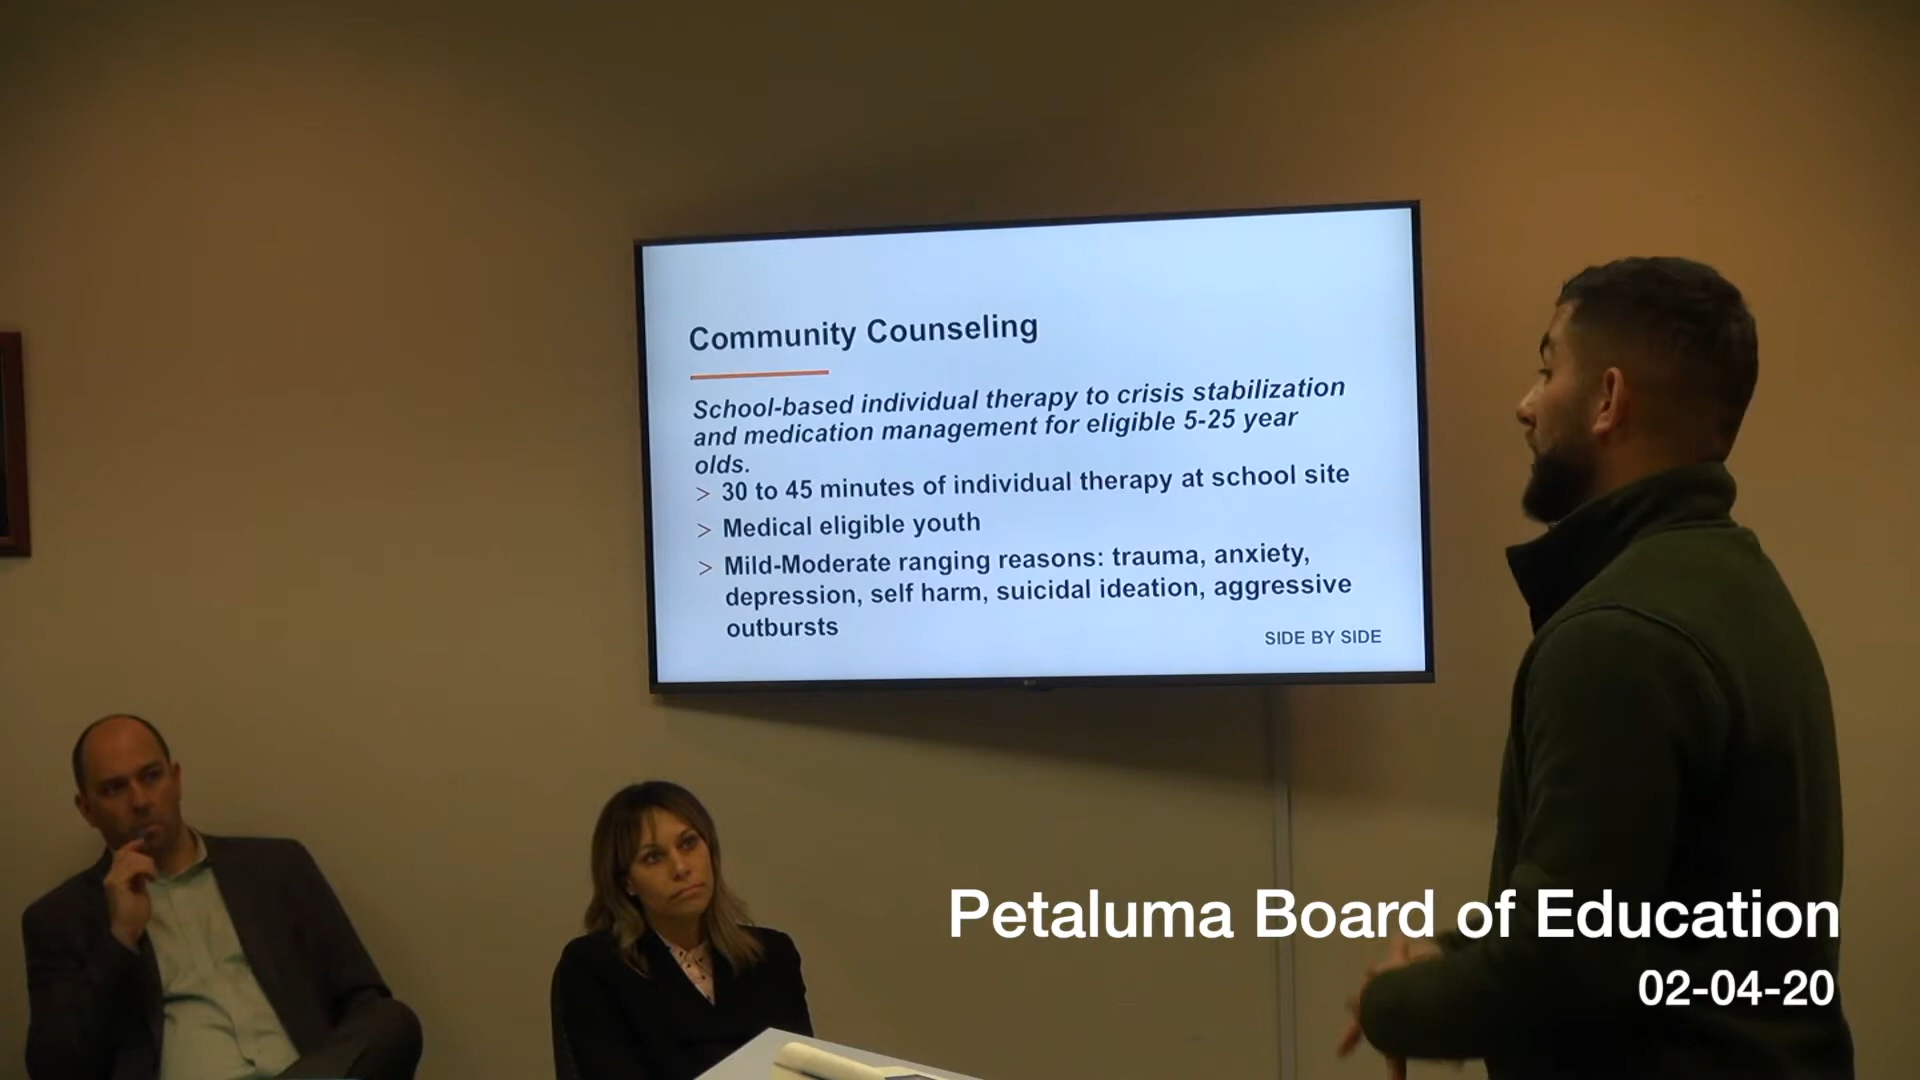 Community Counseling
School-based individual therapy to crisis stabilization
and medication management for eligible 5-25 year
olds.
> 30 to 45 minutes of individual therapy at school site
> Medical eligible youth
> Mild-Moderate ranging reasons: trauma, anxiety,
depression, self harm, suicidal ideation, aggressive
outbursts
SIDE BY SIDE
Petaluma Board of Education
02-04-20